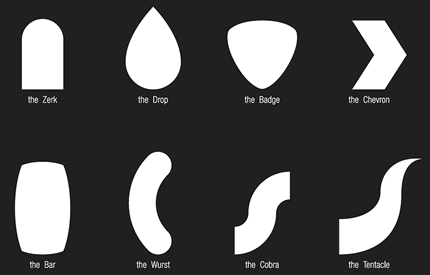 the Zerk
the Drop
the Badge
the Chevron
the Bar
the Wurst
the Cobra
the Tentacle